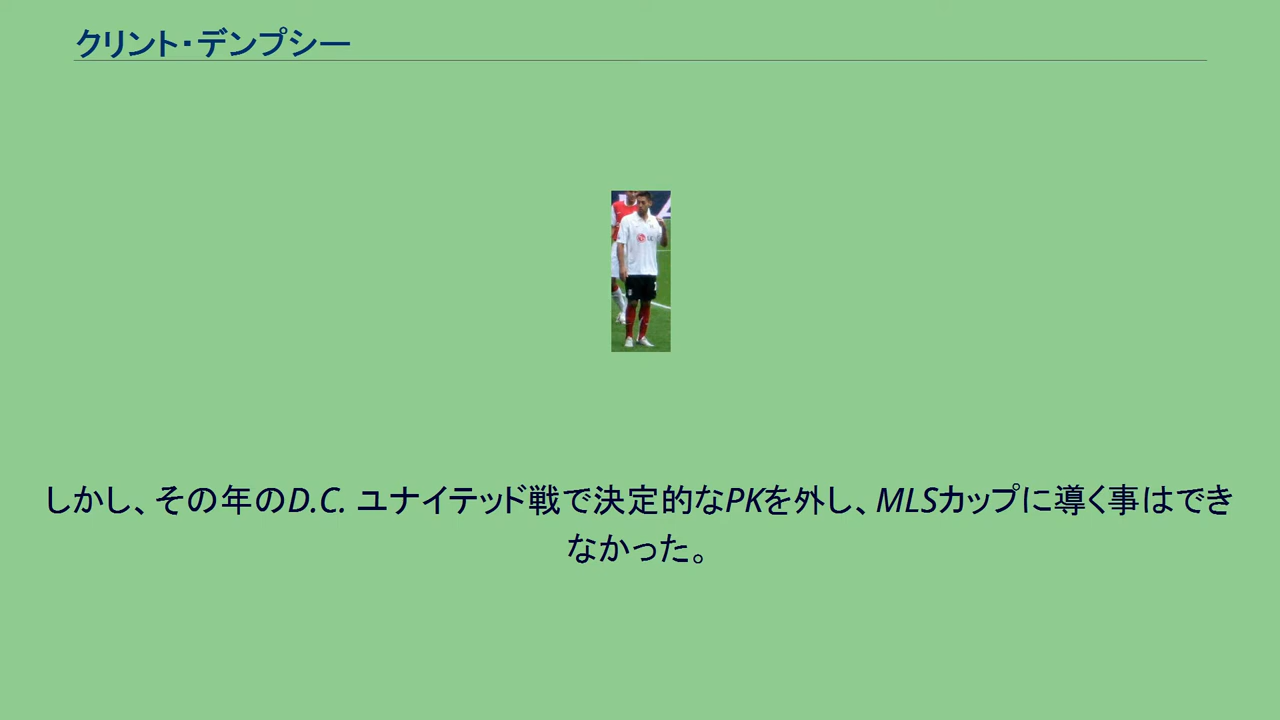 クリント・デンプシー
しかし、その年のD.C. ユナイテッド戦で決定的なPKを外し、MLSカップに導く事はでき
なかった。